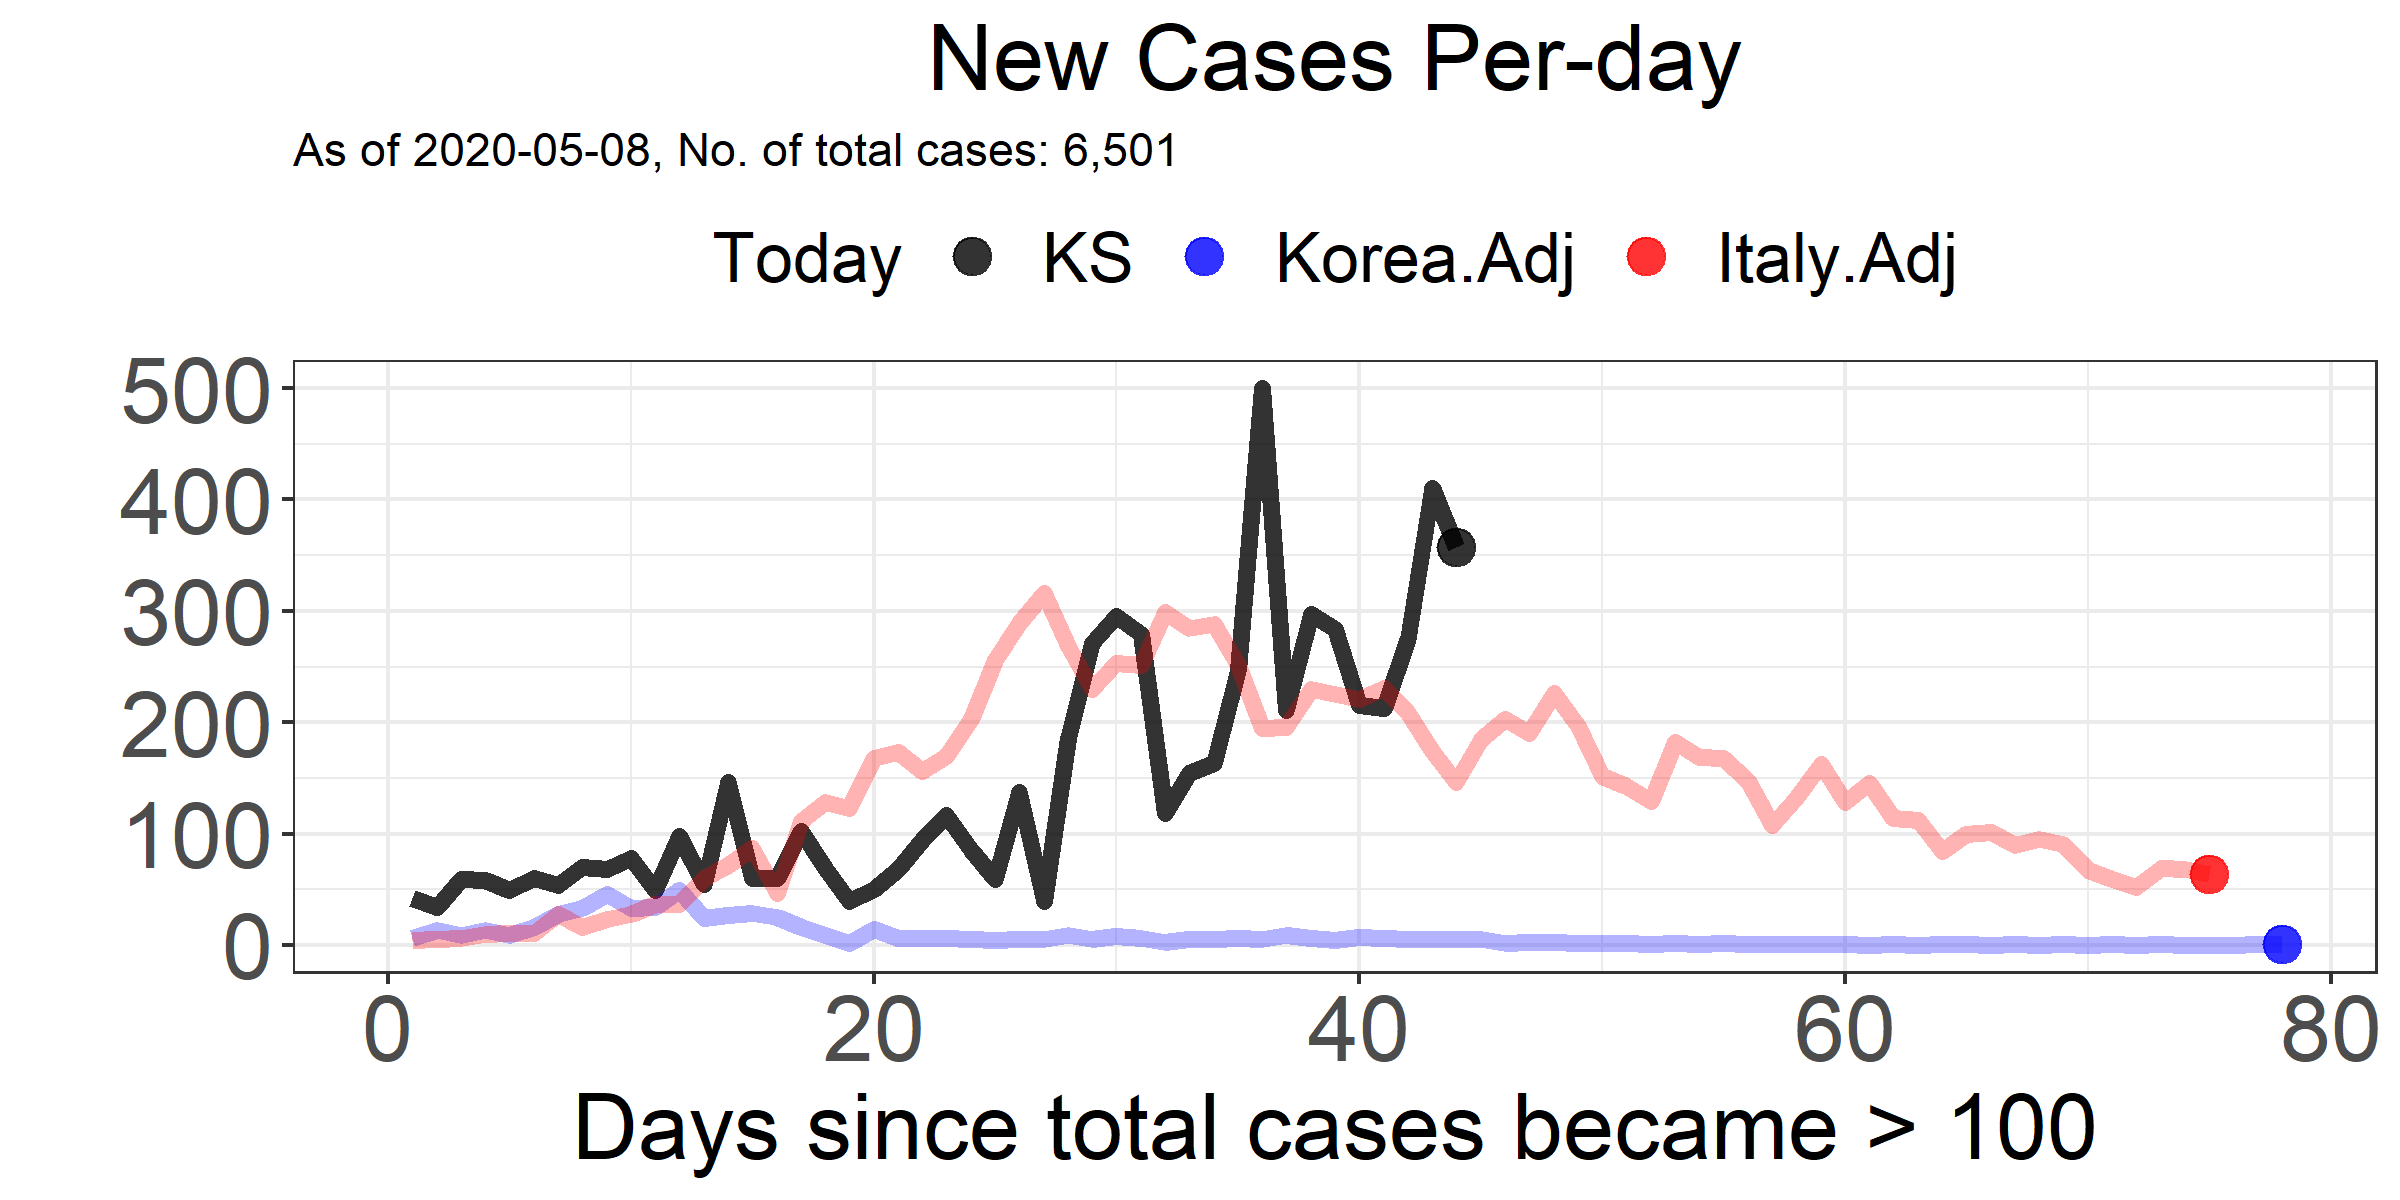 New Cases Per-day
As of 2020-05-08, No. of total cases: 6,501
Today KS Korea.Adj Italy.Adj
500
400
300
200
100
0
0 20 40 60 80
Days since total cases became > 100